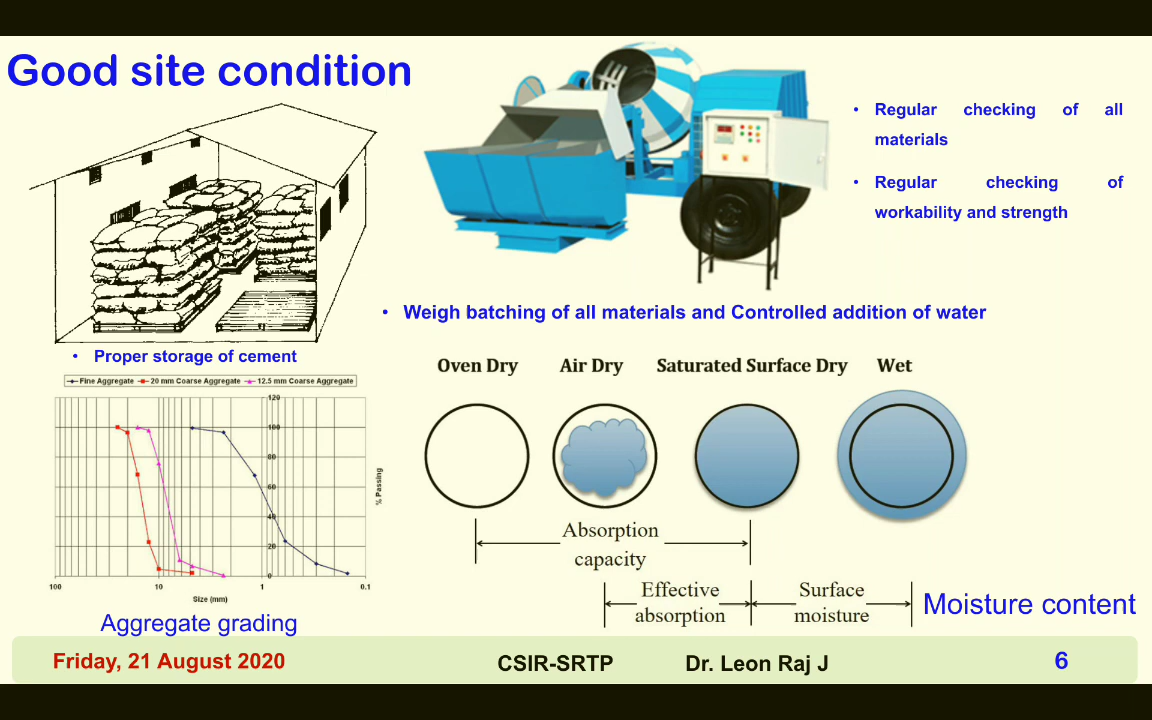 Good site condition
• Regular checking of all
materials
• Regular checking of
workability and strength
• Weigh batching of all materials and Controlled addition of water
• Proper storage of cement
Fine Aggregate 20 mm Coarse Aggregate 12.5 mm Coarse Aggregate
120
100
80
60
40
20
0
% Passing
100 10 1 0.1
Size (mm)
Aggregate grading
Oven Dry Air Dry Saturated Surface Dry Wet
Absorption
capacity
Effective
absorption
Surface
moisture
Moisture content
Friday, 21 August 2020 CSIR-SRTP Dr. Leon Raj J 6